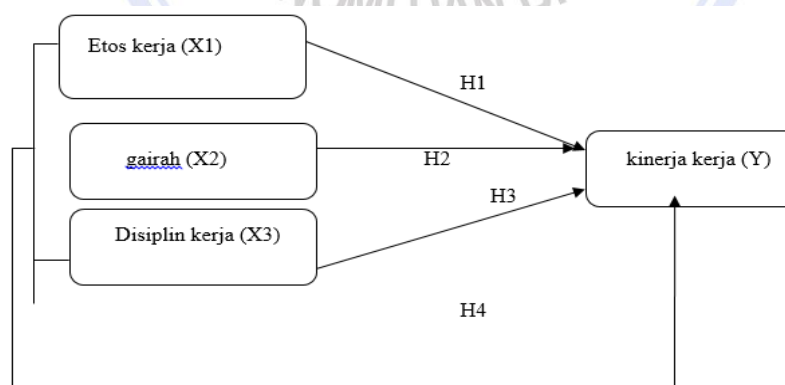 Etos kerja (X1)
H1
gairah (X2)
H2
kinerja kerja (Y)
H3
Disiplin kerja (X3)
H4